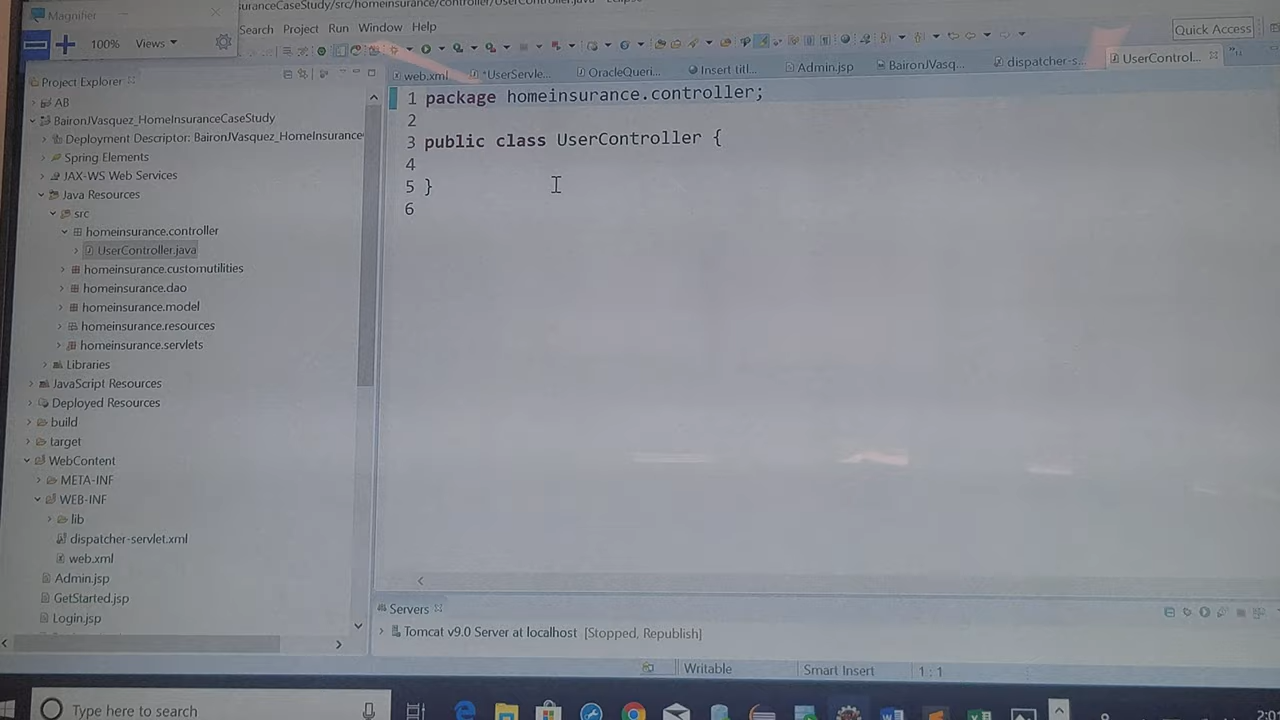 uranceCaseStudy/src/homeinsurance/controller/UserController.java - Eclipse
Magnifier
100% Views
Search Project Run Window Help
Quick Access
Project Explorer
AB
BaironJVasquez_HomeInsuranceCaseStudy
Deployment Descriptor: BaironJVasquez_HomeInsurance
Spring Elements
JAX-WS Web Services
Java Resources
src
homeinsurance.controller
UserController.java
homeinsurance.customutilities
homeinsurance.dao
homeinsurance.model
homeinsurance.resources
homeinsurance.servlets
Libraries
JavaScript Resources
Deployed Resources
build
target
WebContent
META-INF
WEB-INF
lib
dispatcher-servlet.xml
web.xml
Admin.jsp
GetStarted.jsp
Login.jsp
web.xml *UserServle... OracleQueri... Insert titl... Admin.jsp BaironJVasq... dispatcher-s... UserControl...
1 package homeinsurance.controller;
2
3 public class UserController {
4
5 }
6
Servers
Tomcat v9.0 Server at localhost [Stopped, Republish]
Writable Smart Insert 1 : 1
Type here to search